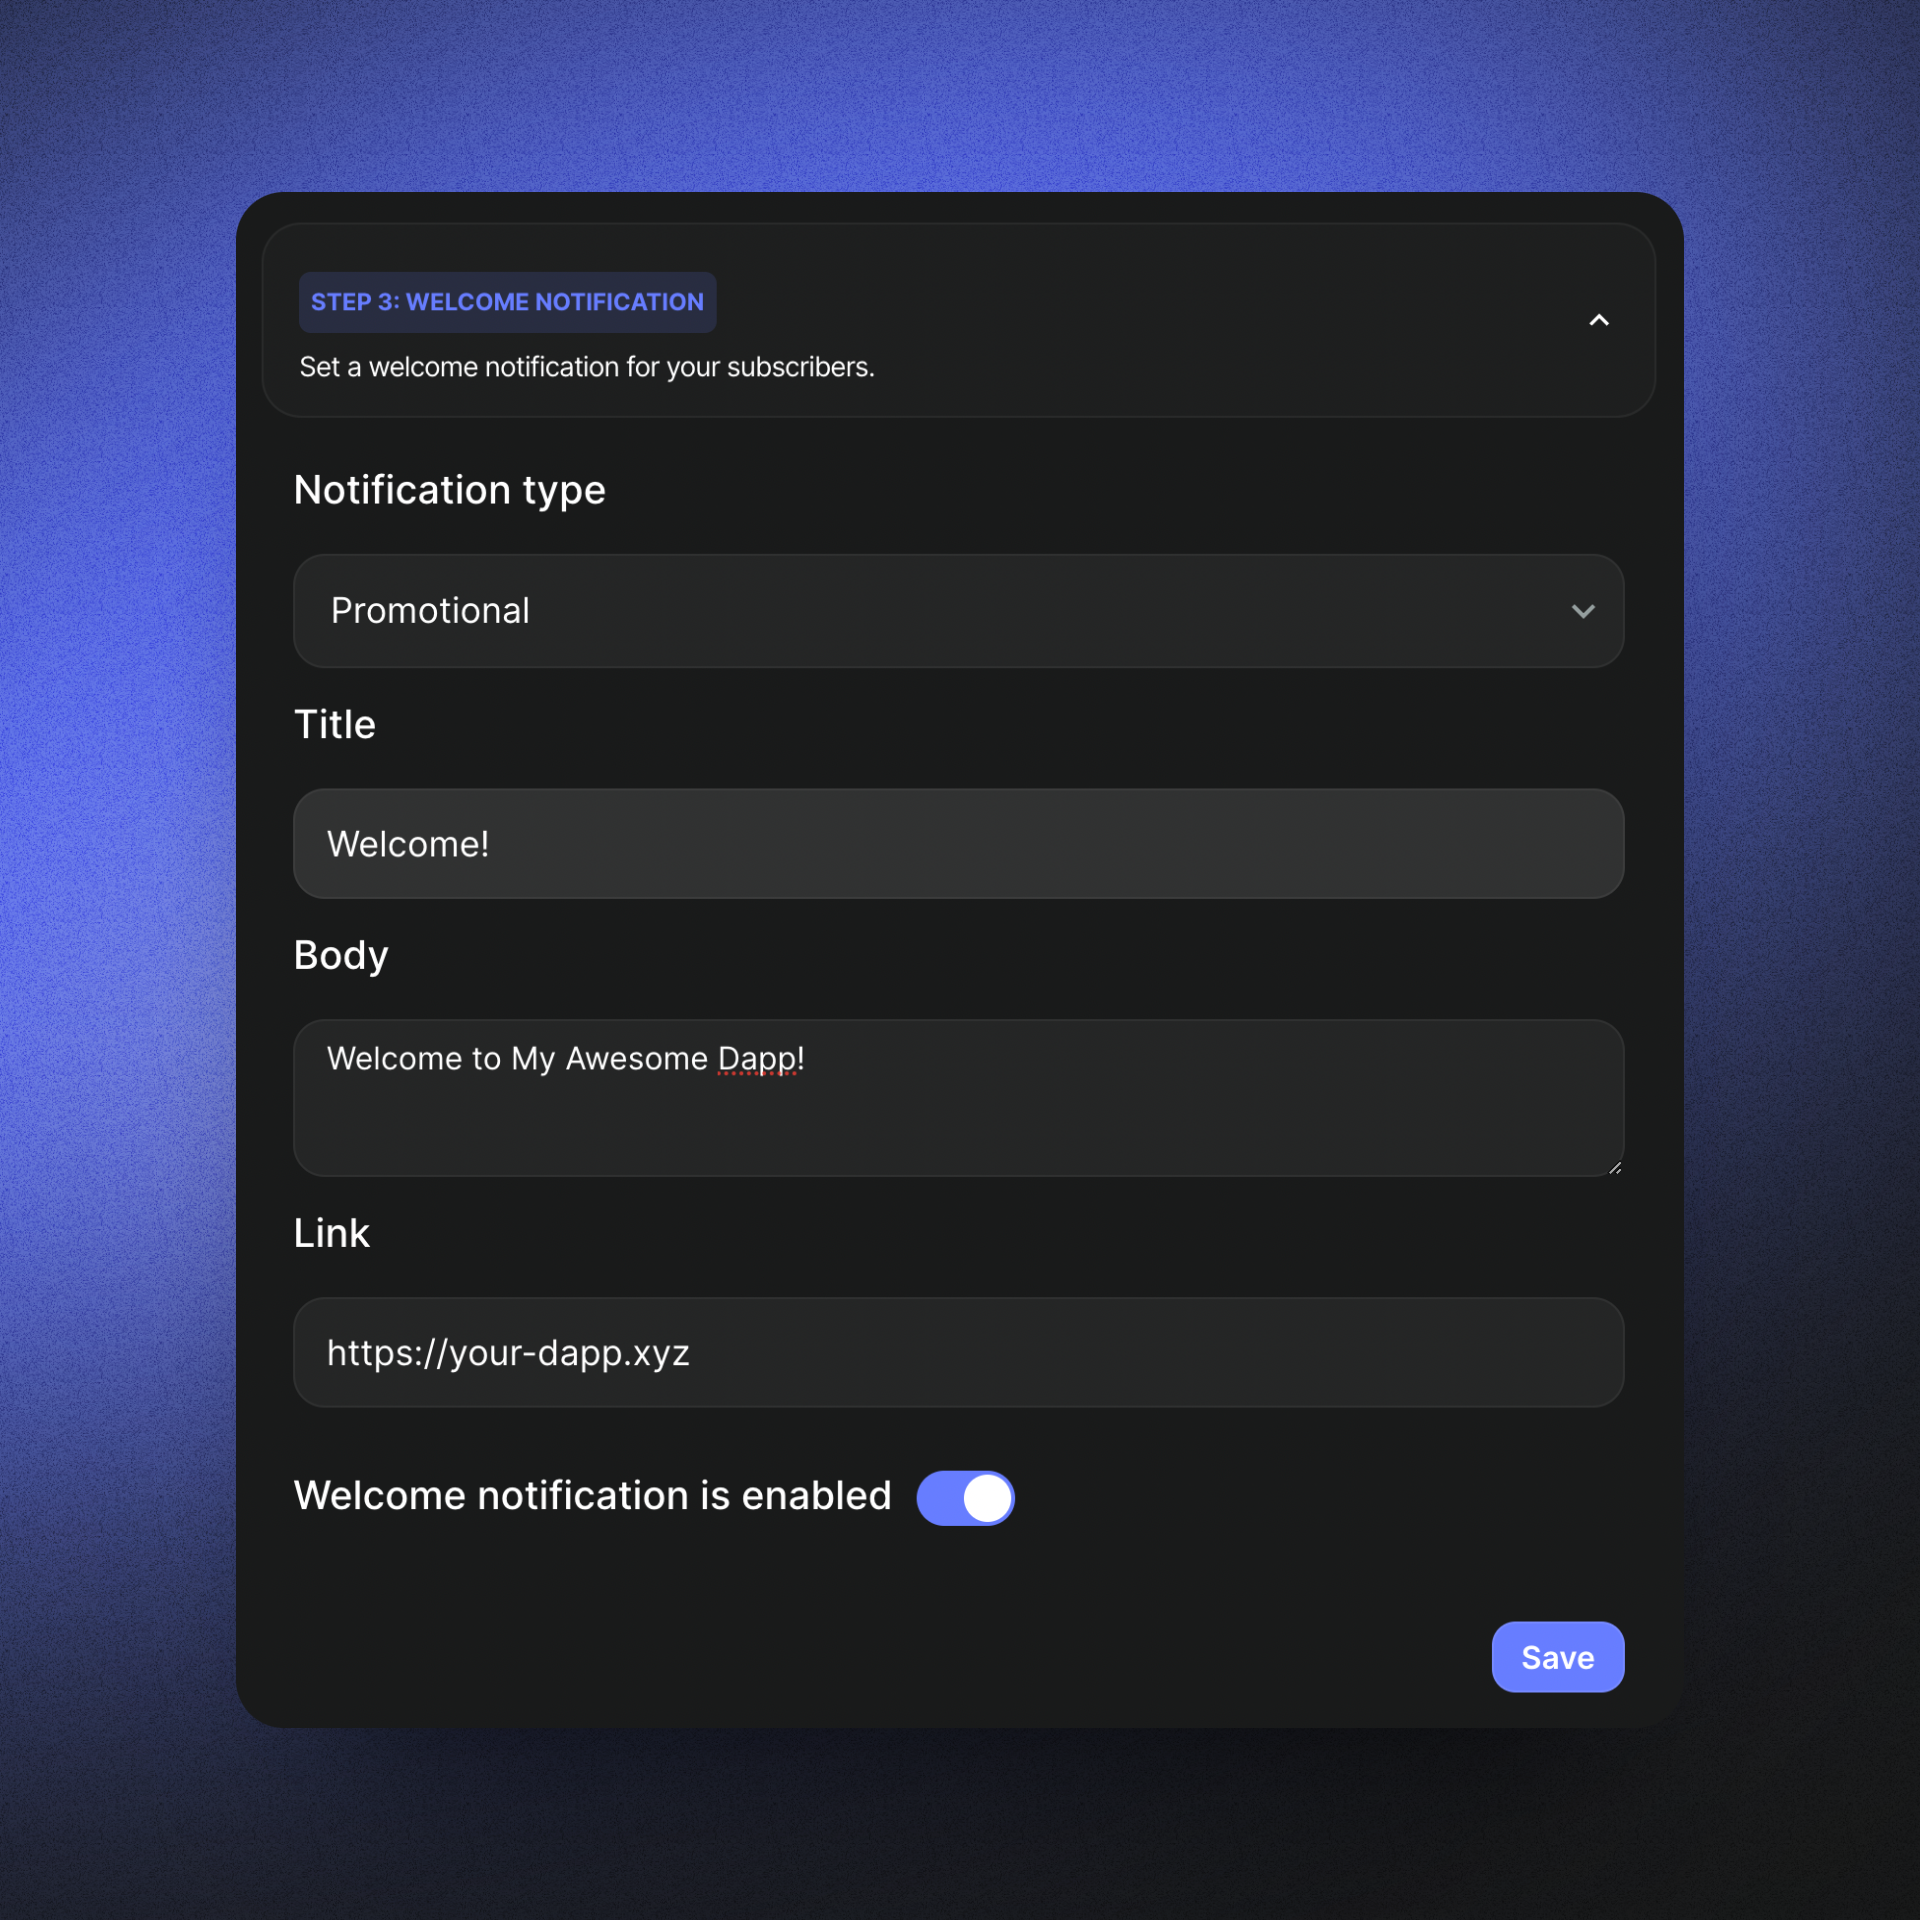 STEP 3: WELCOME NOTIFICATION
Set a welcome notification for your subscribers.
Notification type
Promotional
Title
Welcome!
Body
Welcome to My Awesome Dapp!
Link
https://your-dapp.xyz
Welcome notification is enabled
Save